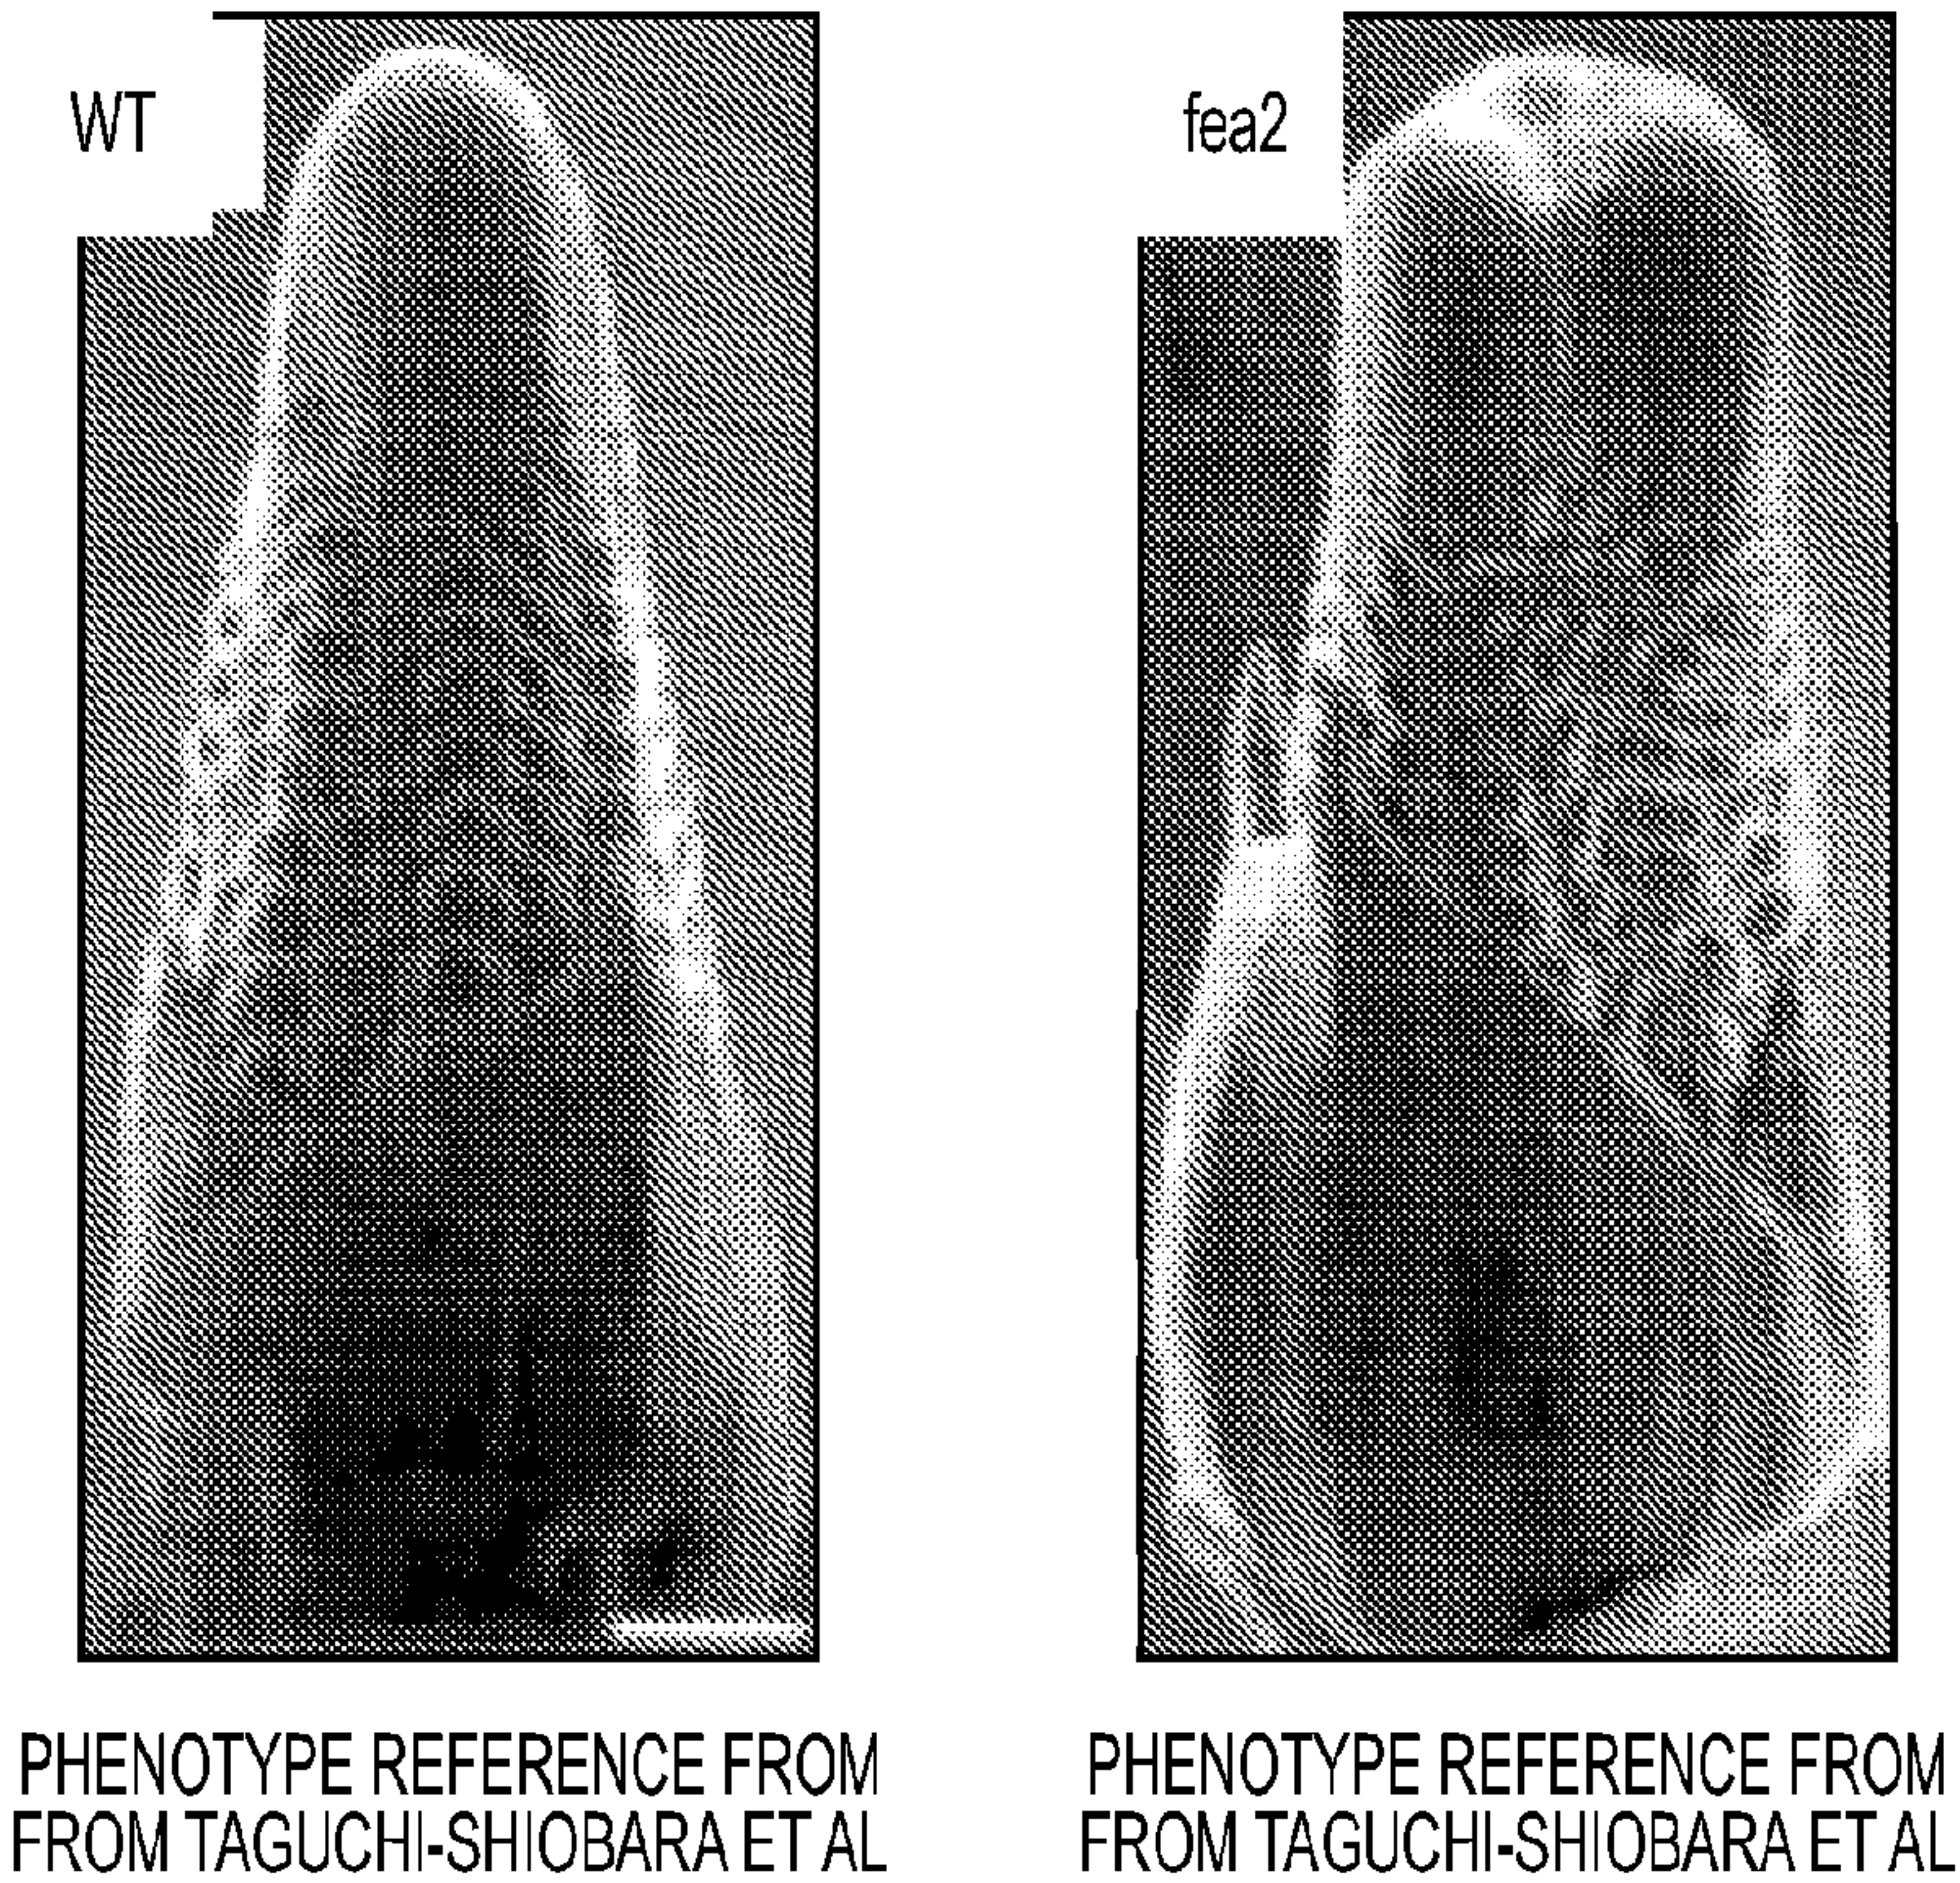 WT
fea2
PHENOTYPE REFERENCE FROM
FROM TAGUCHI-SHIOBARA ET AL
PHENOTYPE REFERENCE FROM
FROM TAGUCHI-SHIOBARA ET AL